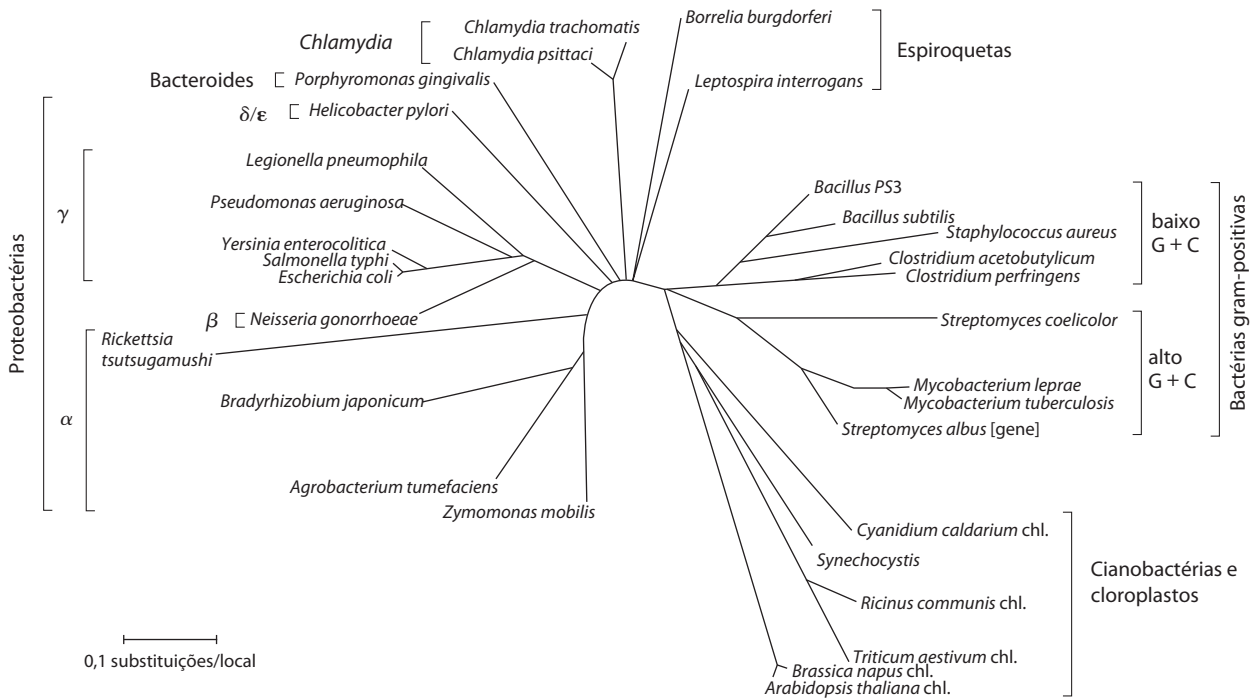 Chlamydia
Chlamydia trachomatis
Chlamydia psittaci
Borrelia burgdorferi
Leptospira interrogans
Espiroquetas
Bacteroides
Porphyromonas gingivalis
δ/ε
Helicobacter pylori
Legionella pneumophila
Pseudomonas aeruginosa
Yersinia enterocolitica
Salmonella typhi
Escherichia coli
γ
β
Neisseria gonorrhoeae
Rickettsia
tsutsugamushi
Bradyrhizobium japonicum
α
Agrobacterium tumefaciens
Zymomonas mobilis
Proteobactérias
Bacillus PS3
Bacillus subtilis
Staphylococcus aureus
Clostridium acetobutylicum
Clostridium perfringens
baixo
G + C
Streptomyces coelicolor
Mycobacterium leprae
Mycobacterium tuberculosis
Streptomyces albus [gene]
alto
G + C
Bactérias gram-positivas
Cyanidium caldarium chl.
Synechocystis
Ricinus communis chl.
Triticum aestivum chl.
Brassica napus chl.
Arabidopsis thaliana chl.
Cianobactérias e
cloroplastos
0,1 substituições/local